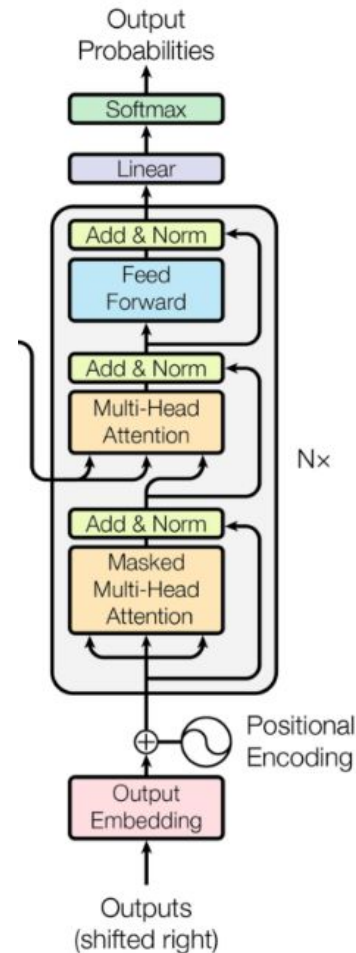 Output
Probabilities
Softmax
Linear
Add & Norm
Feed
Forward
Add & Norm
Multi-Head
Attention
N×
Add & Norm
Masked
Multi-Head
Attention
Positional
Encoding
Output
Embedding
Outputs
(shifted right)